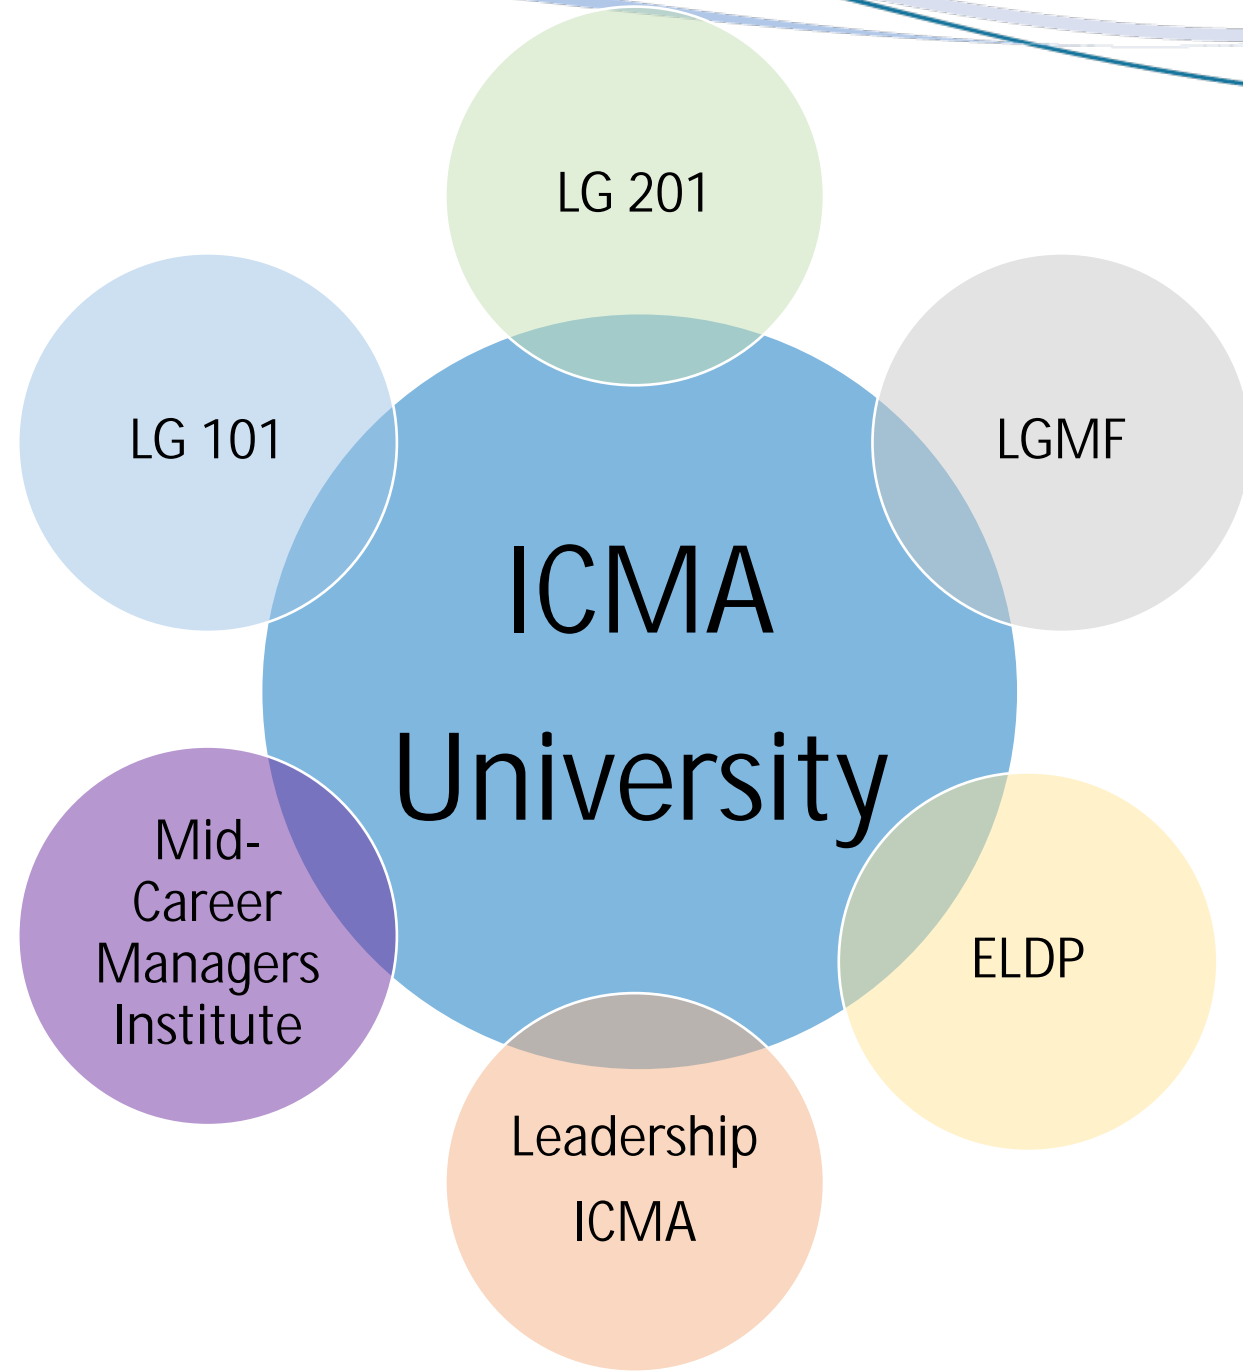 LG 201
LG 101
LGMF
ICMA
University
Mid-
Career
Managers
Institute
ELDP
Leadership
ICMA